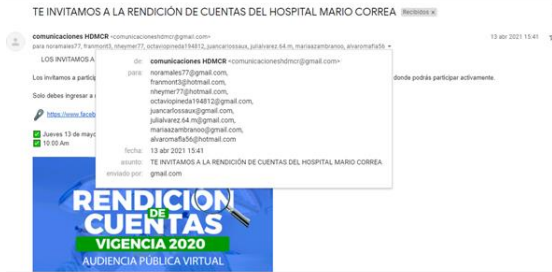 TE INVITAMOS A LA RENDICIÓN DE CUENTAS DEL HOSPITAL MARIO CORREA Recibidos x
comunicaciones HDMCR <comunicacioneshdmcr@gmail.com> 13 abr 2021 15:41
para noramales77, franmont3, nheymer77, octaviopineda194812, juancarlossaux, julialvarez.64.m, mariaazambranoo, alvaromafla56
LOS INVITAMOS A
de: comunicaciones HDMCR <comunicacioneshdmcr@gmail.com>
para: noramales77@gmail.com,
franmont3@hotmail.com,
nheymer77@hotmail.com,
octaviopineda194812@gmail.com,
juancarlossaux@gmail.com,
julialvarez.64.m@gmail.com,
mariaazambranoo@gmail.com,
alvaromafla56@hotmail.com
fecha: 13 abr 2021 15:41
asunto: TE INVITAMOS A LA RENDICIÓN DE CUENTAS DEL HOSPITAL MARIO CORREA
enviado por: gmail.com
Los invitamos a particip donde podrás participar activamente.
Solo debes ingresar a
https://www.faceb
Jueves 13 de mayo
10:00 Am
RENDICIÓN
DE
CUENTAS
VIGENCIA 2020
AUDIENCIA PÚBLICA VIRTUAL